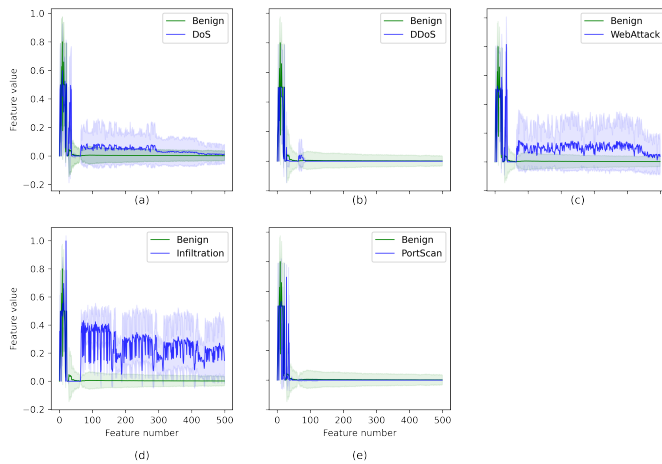 Benign
DoS
Feature value
1.0
0.8
0.6
0.4
0.2
0.0
−0.2
(a)
Benign
DDoS
(b)
Benign
WebAttack
(c)
Benign
Infiltration
Feature value
1.0
0.8
0.6
0.4
0.2
0.0
−0.2
0 100 200 300 400 500
Feature number
(d)
Benign
PortScan
0 100 200 300 400 500
Feature number
(e)